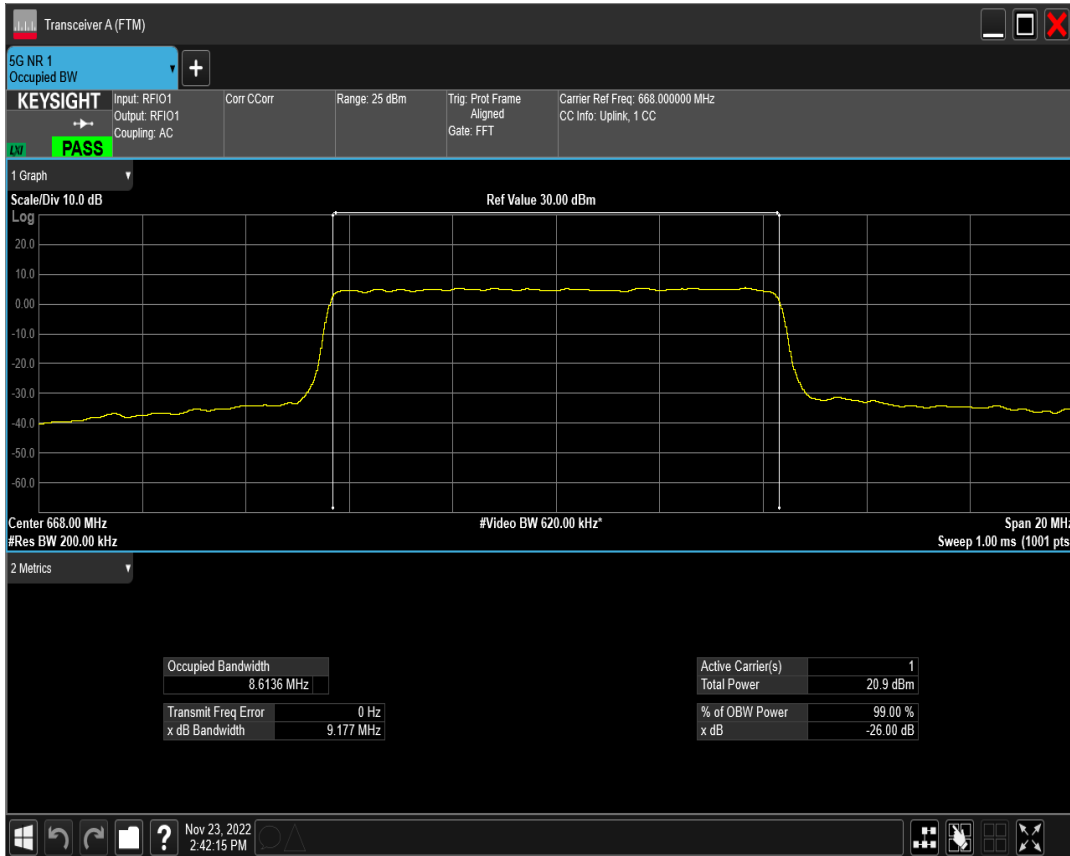 Transceiver A (FTM)
5G NR 1
Occupied BW
+
KEYSIGHT
LXI
PASS
Input: RFIO1
Output: RFIO1
Coupling: AC
Corr CCorr
Range: 25 dBm
Trig: Prot Frame
Aligned
Gate: FFT
Carrier Ref Freq: 668.000000 MHz
CC Info: Uplink, 1 CC
1 Graph
Scale/Div 10.0 dB
Ref Value 30.00 dBm
Log
20.0
10.0
0.00
-10.0
-20.0
-30.0
-40.0
-50.0
-60.0
Center 668.00 MHz
#Video BW 620.00 kHz*
Span 20 MHz
#Res BW 200.00 kHz
Sweep 1.00 ms (1001 pts
2 Metrics
Occupied Bandwidth
8.6136 MHz
Transmit Freq Error 0 Hz
x dB Bandwidth 9.177 MHz
Active Carrier(s) 1
Total Power 20.9 dBm
% of OBW Power 99.00 %
x dB -26.00 dB
?
Nov 23, 2022
2:42:15 PM